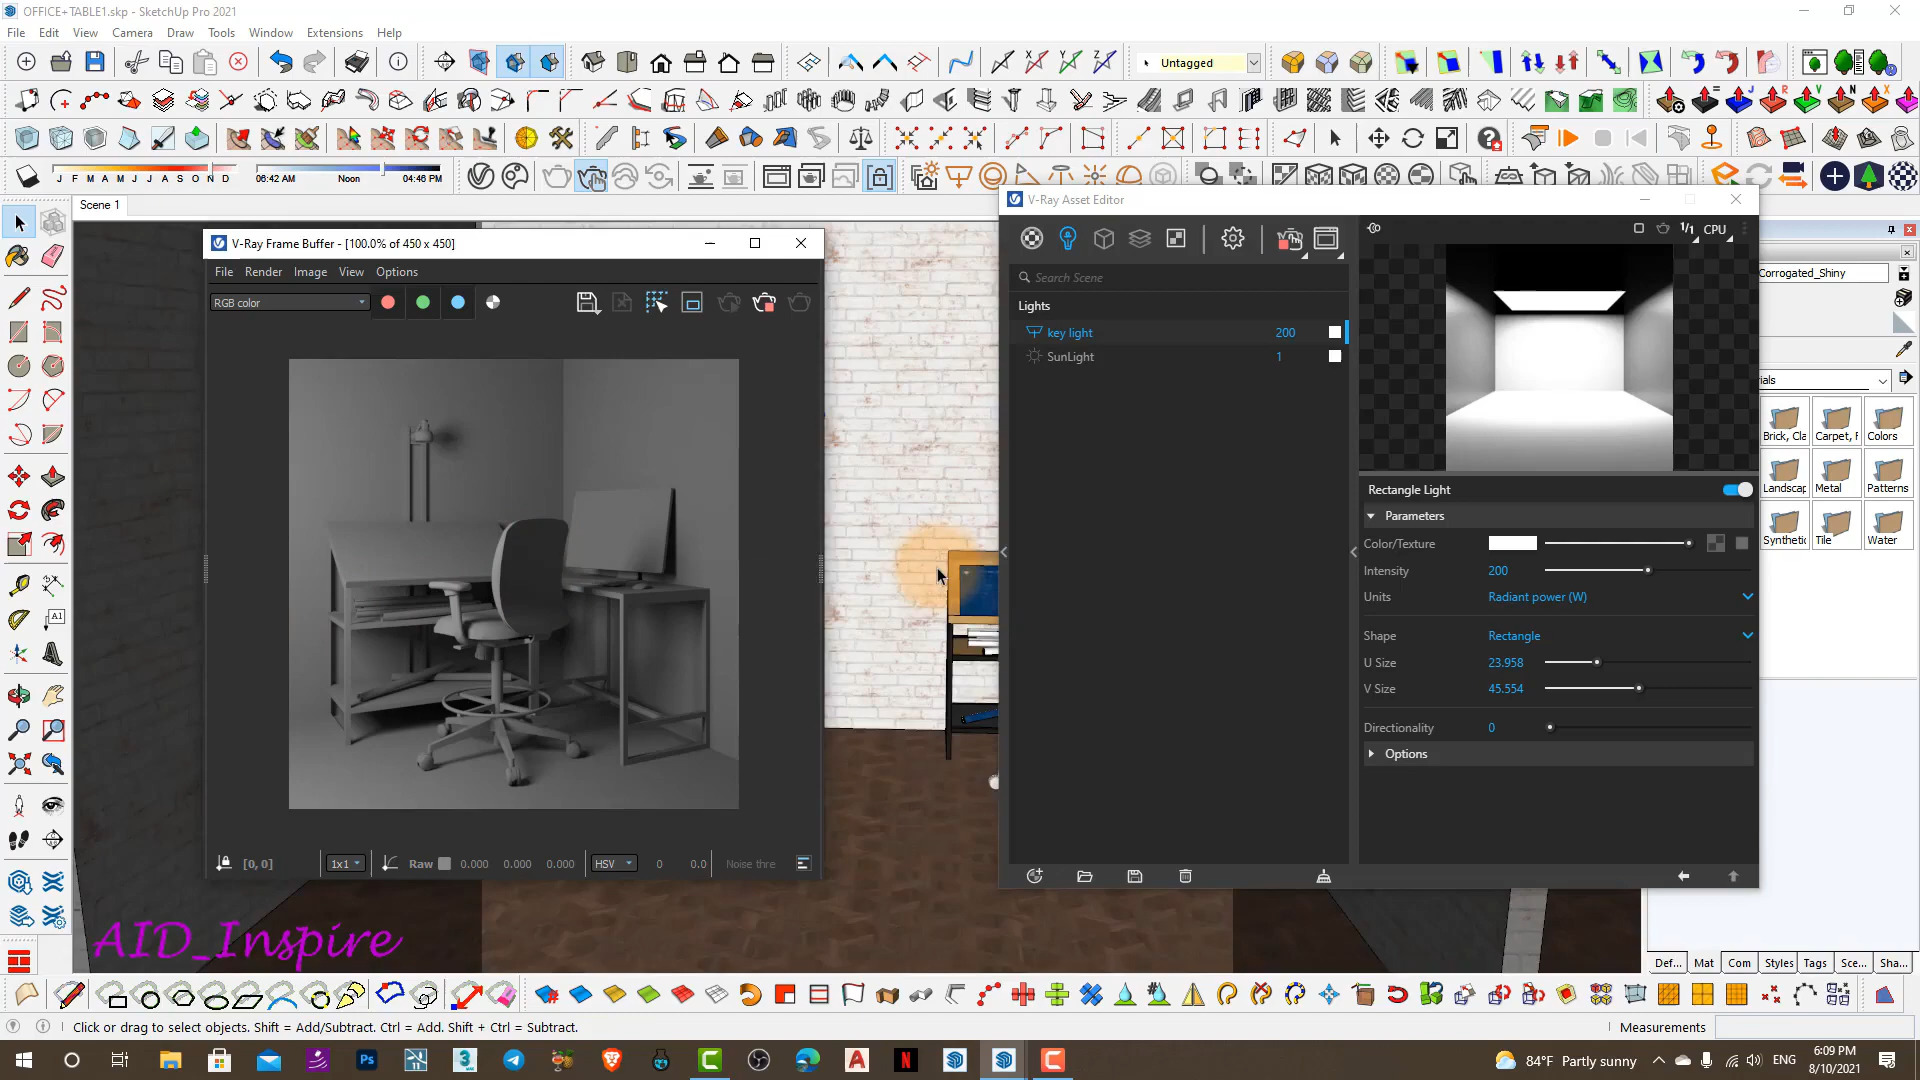 OFFICE+TABLE1.skp - SketchUp Pro 2021
File Edit View Camera Draw Tools Window Extensions Help
Untagged
J F M A M J J A S O N D
06:42 AM Noon 04:46 PM
Scene 1
V-Ray Frame Buffer - [100.0% of 450 x 450]
File Render Image View Options
RGB color
[0, 0] 1x1 Raw 0.000 0.000 0.000 HSV 0 0.0 Noise thre
V-Ray Asset Editor
1/1 CPU
Search Scene
Lights
key light 200
SunLight 1
Rectangle Light
Parameters
Color/Texture
Intensity 200
Units Radiant power (W)
Shape Rectangle
U Size 23.958
V Size 45.554
Directionality 0
Options
Corrogated_Shiny
ials
Brick, Cla Carpet, F Colors
Landscap Metal Patterns
Synthetic Tile Water
Def... Mat Com Styles Tags Sce... Sha...
AID_Inspire
Click or drag to select objects. Shift = Add/Subtract. Ctrl = Add. Shift + Ctrl = Subtract.
Measurements
84°F Partly sunny ENG 6:09 PM
8/10/2021